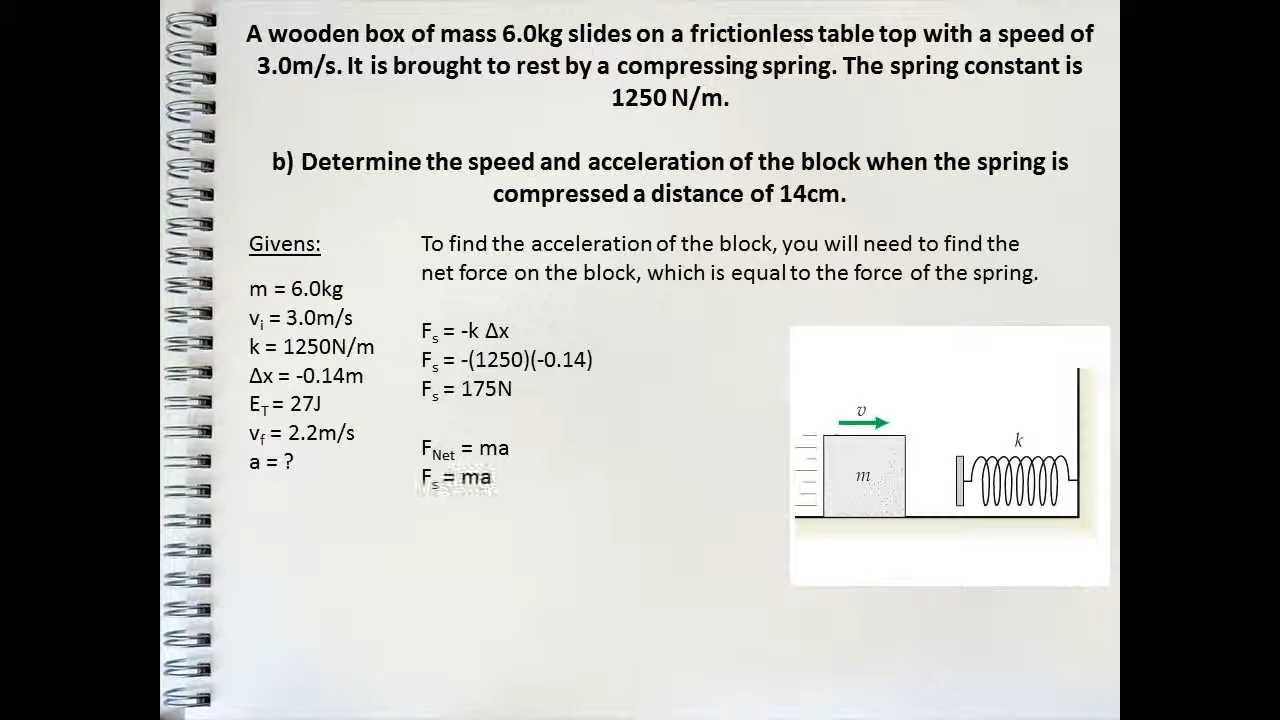 A wooden box of mass 6.0kg slides on a frictionless table top with a speed of
3.0m/s. It is brought to rest by a compressing spring. The spring constant is
1250 N/m.
b) Determine the speed and acceleration of the block when the spring is
compressed a distance of 14cm.
Givens:
m = 6.0kg
vᵢ = 3.0m/s
k = 1250N/m
Δx = -0.14m
E_T = 27J
v_f = 2.2m/s
a = ?
To find the acceleration of the block, you will need to find the
net force on the block, which is equal to the force of the spring.
Fₛ = -k Δx
Fₛ = -(1250)(-0.14)
Fₛ = 175N
F_Net = ma
Fₛ = ma
v
m
k